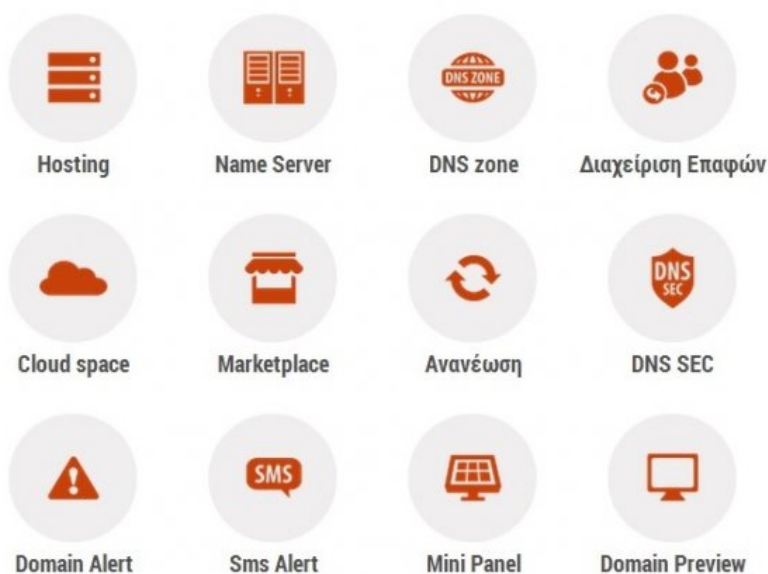 DNS ZONE
Hosting
Name Server
DNS zone
Διαχείριση Επαφών
DNS
SEC
Cloud space
Marketplace
Ανανέωση
DNS SEC
SMS
Domain Alert
Sms Alert
Mini Panel
Domain Preview